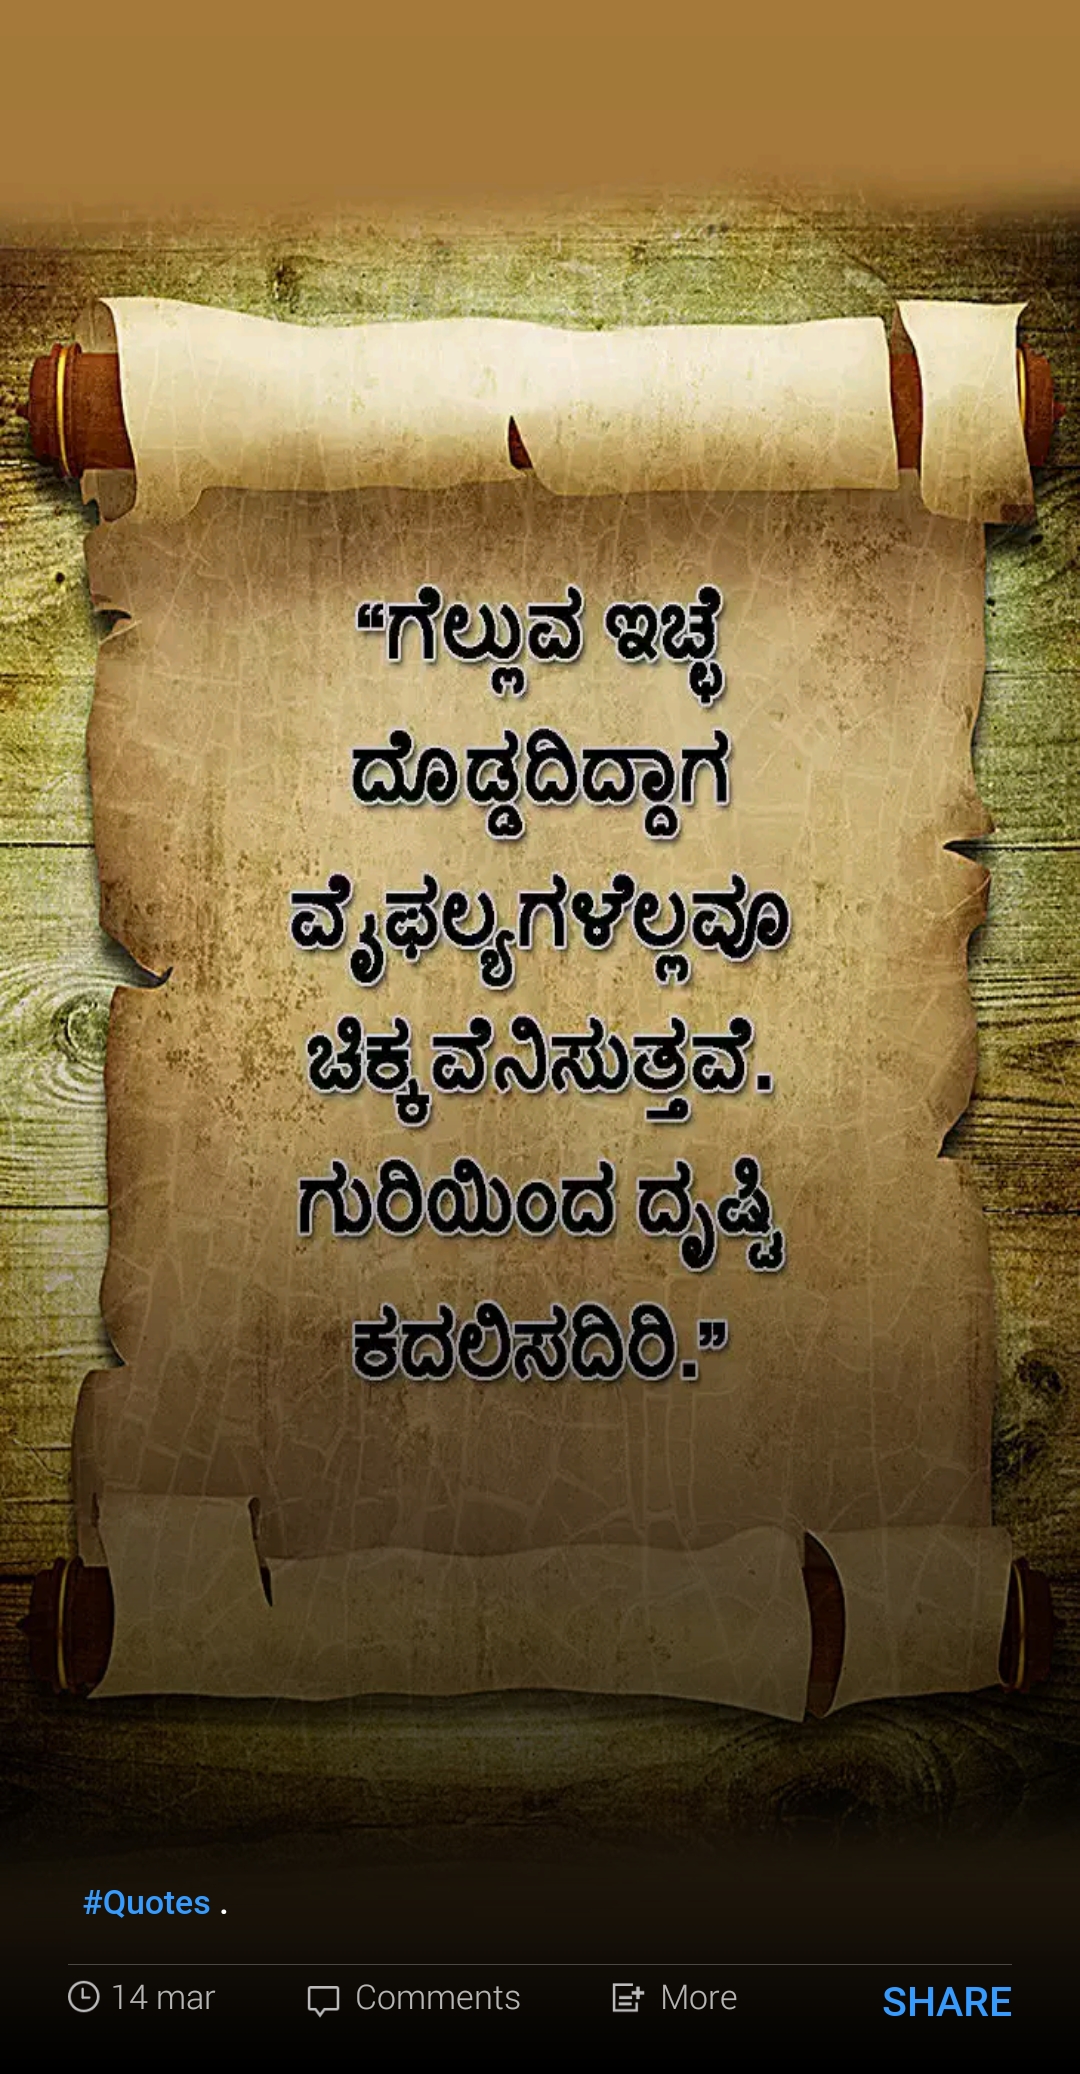 “ಗೆಲ್ಲುವ ಇಚ್ಛೆ
ದೊಡ್ಡದಿದ್ದಾಗ
ವೈಫಲ್ಯಗಳೆಲ್ಲವೂ
ಚಿಕ್ಕವೆನಿಸುತ್ತವೆ.
ಗುರಿಯಿಂದ ದೃಷ್ಟಿ
ಕದಲಿಸದಿರಿ.”
#Quotes .
14 mar Comments More SHARE